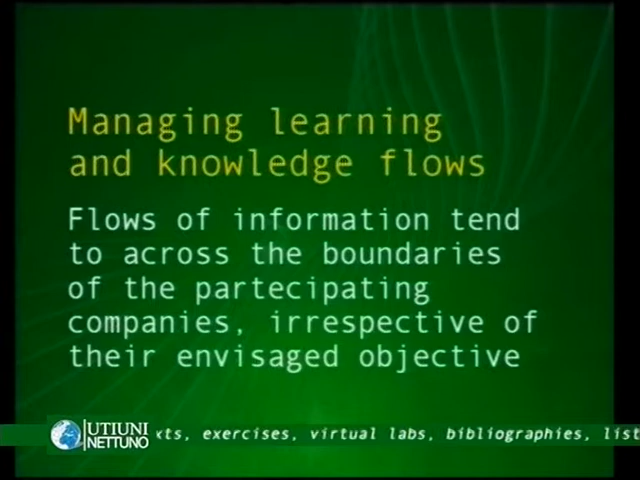 Managing learning
and knowledge flows
Flows of information tend
to across the boundaries
of the partecipating
companies, irrespective of
their envisaged objective
UTIUNI
NETTUNO
xts, exercises, virtual labs, bibliographies, list